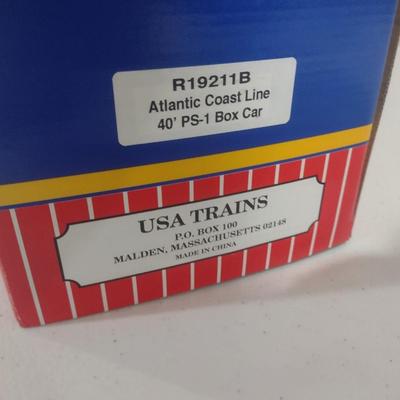 R19211B
Atlantic Coast Line
40' PS-1 Box Car
USA TRAINS
P.O. BOX 100
MALDEN, MASSACHUSETTS 02148
MADE IN CHINA